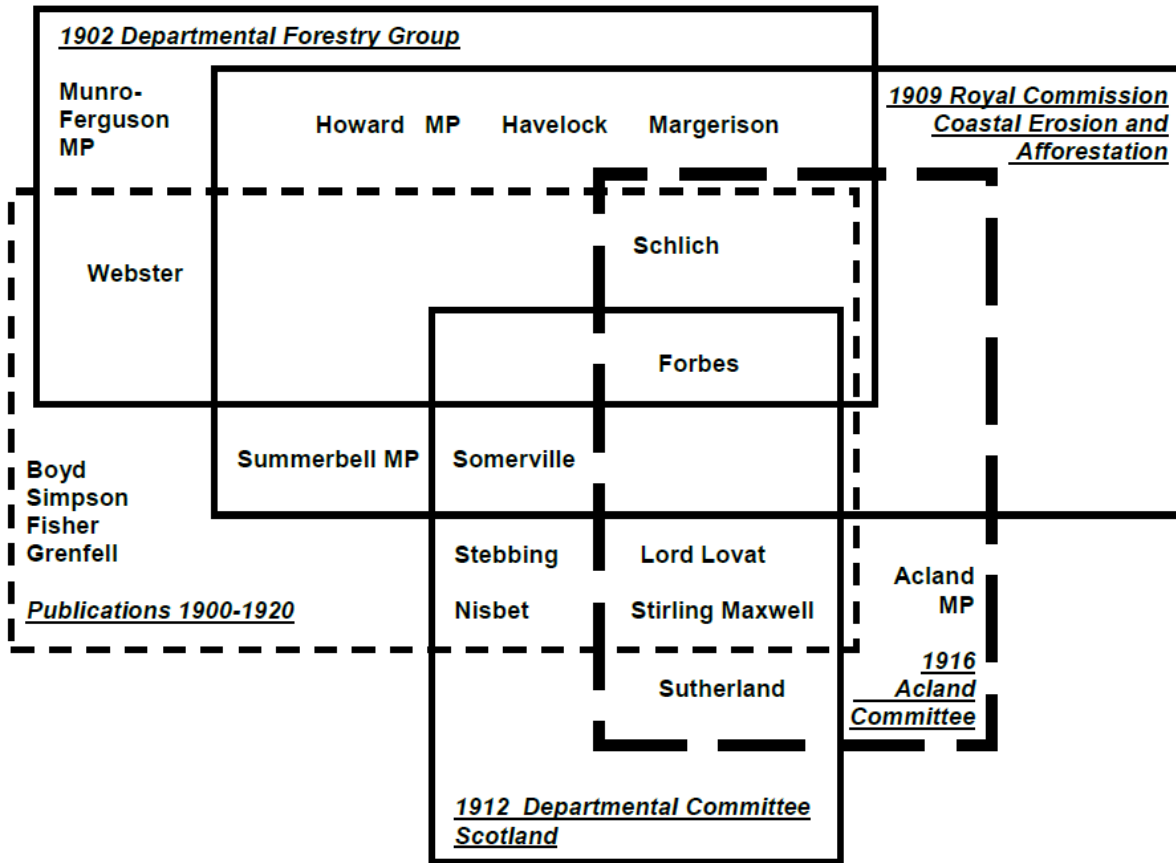 1902 Departmental Forestry Group
Munro-
Ferguson
MP
Howard MP Havelock Margerison
1909 Royal Commission
Coastal Erosion and
Afforestation
Webster
Schlich
Forbes
Summerbell MP
Somerville
Boyd
Simpson
Fisher
Grenfell
Stebbing
Lord Lovat
Acland
MP
Publications 1900-1920
Nisbet
Stirling Maxwell
Sutherland
1916
Acland
Committee
1912 Departmental Committee
Scotland